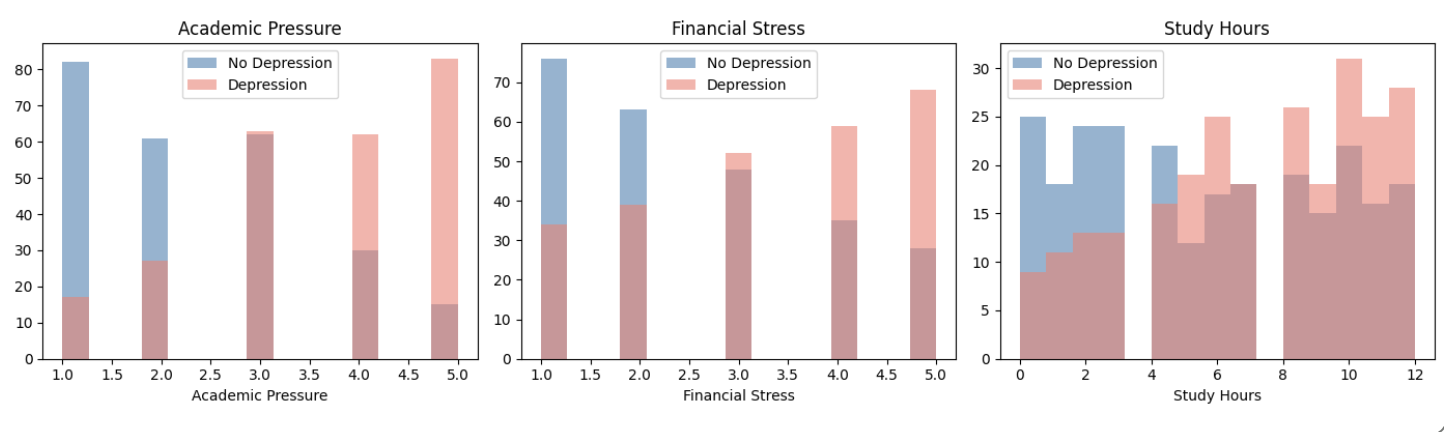 Academic Pressure
No Depression
Depression
80
70
60
50
40
30
20
10
0
1.0 1.5 2.0 2.5 3.0 3.5 4.0 4.5 5.0
Academic Pressure
Financial Stress
No Depression
Depression
70
60
50
40
30
20
10
0
1.0 1.5 2.0 2.5 3.0 3.5 4.0 4.5 5.0
Financial Stress
Study Hours
No Depression
Depression
30
25
20
15
10
5
0
0 2 4 6 8 10 12
Study Hours